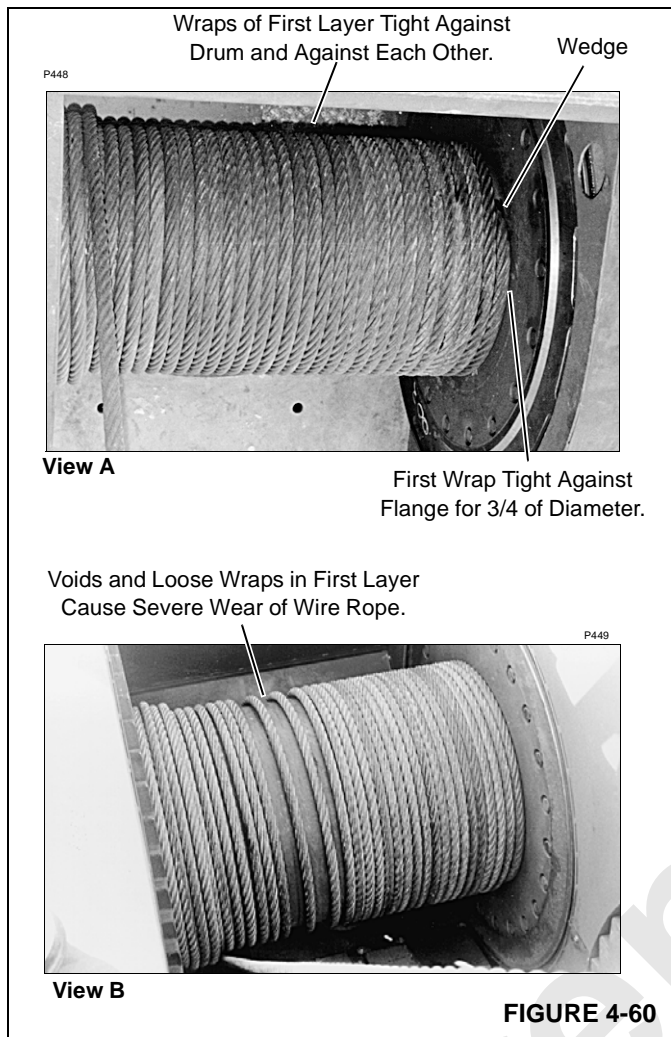 Wraps of First Layer Tight Against
Drum and Against Each Other.
Wedge
P448
View A
First Wrap Tight Against
Flange for 3/4 of Diameter.
Voids and Loose Wraps in First Layer
Cause Severe Wear of Wire Rope.
P449
View B
FIGURE 4-60